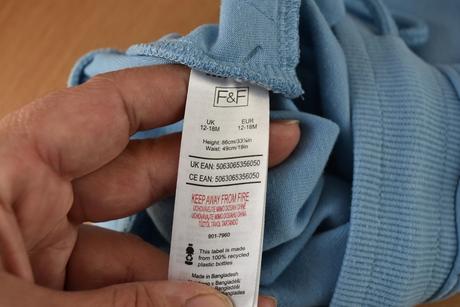 F&F
UK EUR
12-18M 12-18M
Height: 86cm/33¾in
Waist: 49cm/19in
UK EAN: 5063065356050
CE EAN: 5063065356050
KEEP AWAY FROM FIRE
901-7960
This label is made
from 100% recycled
plastic bottles
Made in Bangladesh